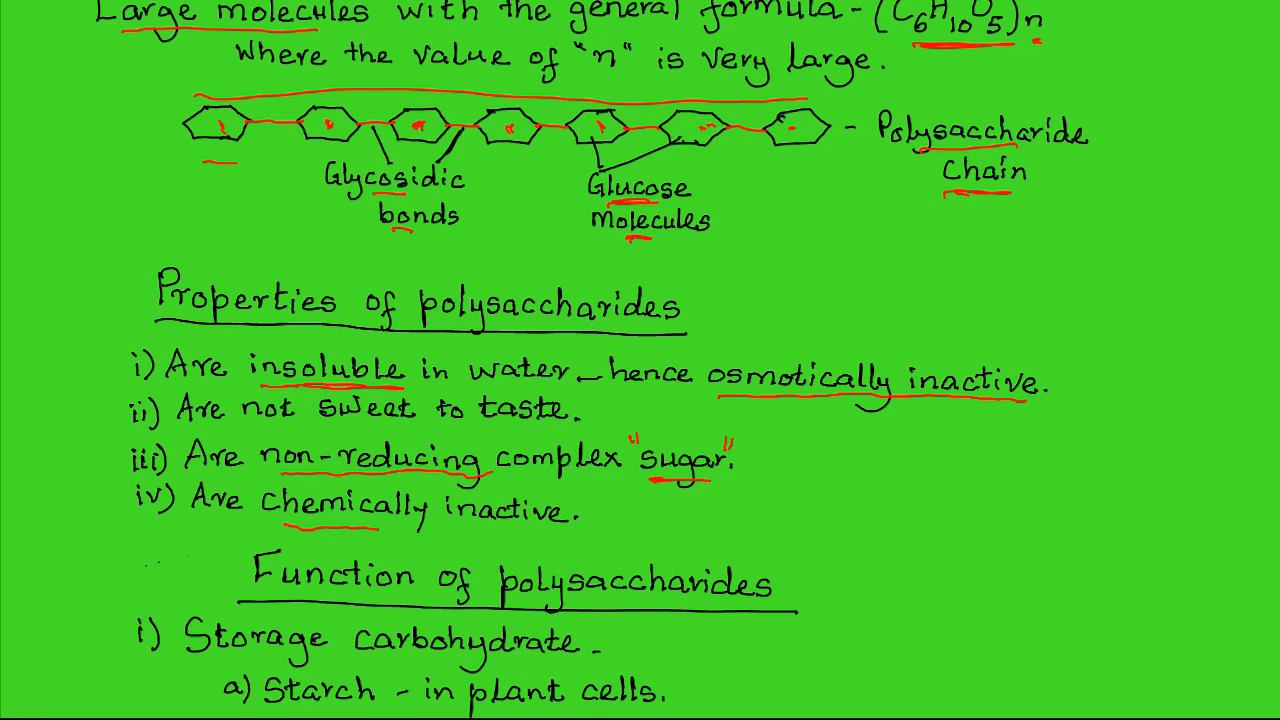 Large molecules with the general formula - (C6H10O5)n
Where the value of "n" is very large.
- Polysaccharide
Chain
Glycosidic
bonds
Glucose
Molecules
Properties of polysaccharides
i) Are insoluble in water - hence osmotically inactive.
ii) Are not sweet to taste.
iii) Are non-reducing complex "sugar".
iv) Are chemically inactive.
Function of polysaccharides
i) Storage carbohydrate.
a) Starch - in plant cells.